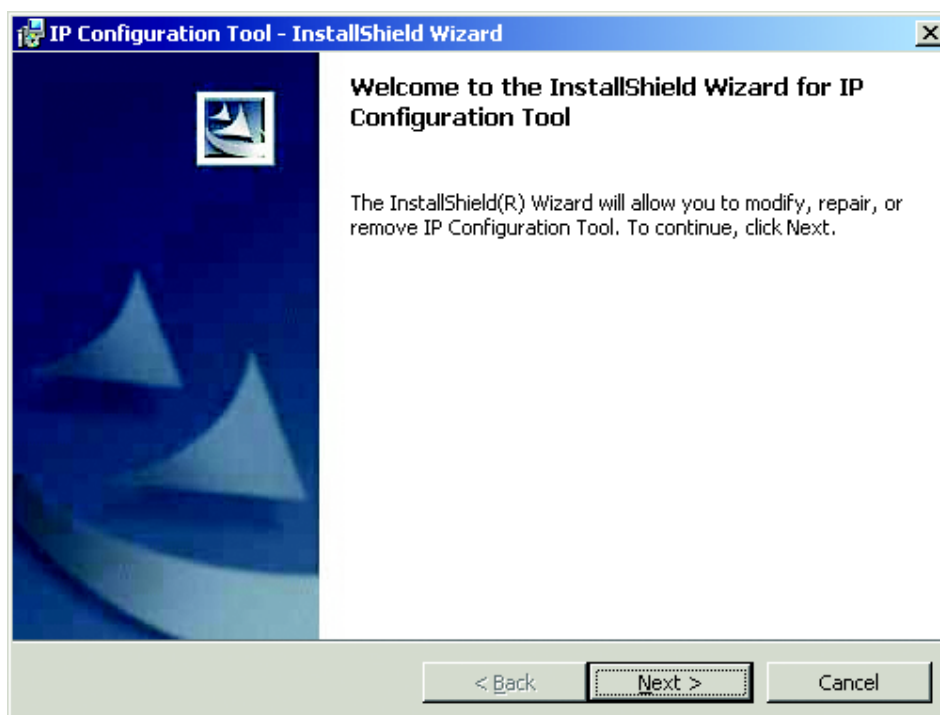 IP Configuration Tool - InstallShield Wizard
Welcome to the InstallShield Wizard for IP
Configuration Tool
The InstallShield(R) Wizard will allow you to modify, repair, or
remove IP Configuration Tool. To continue, click Next.
< Back
Next >
Cancel